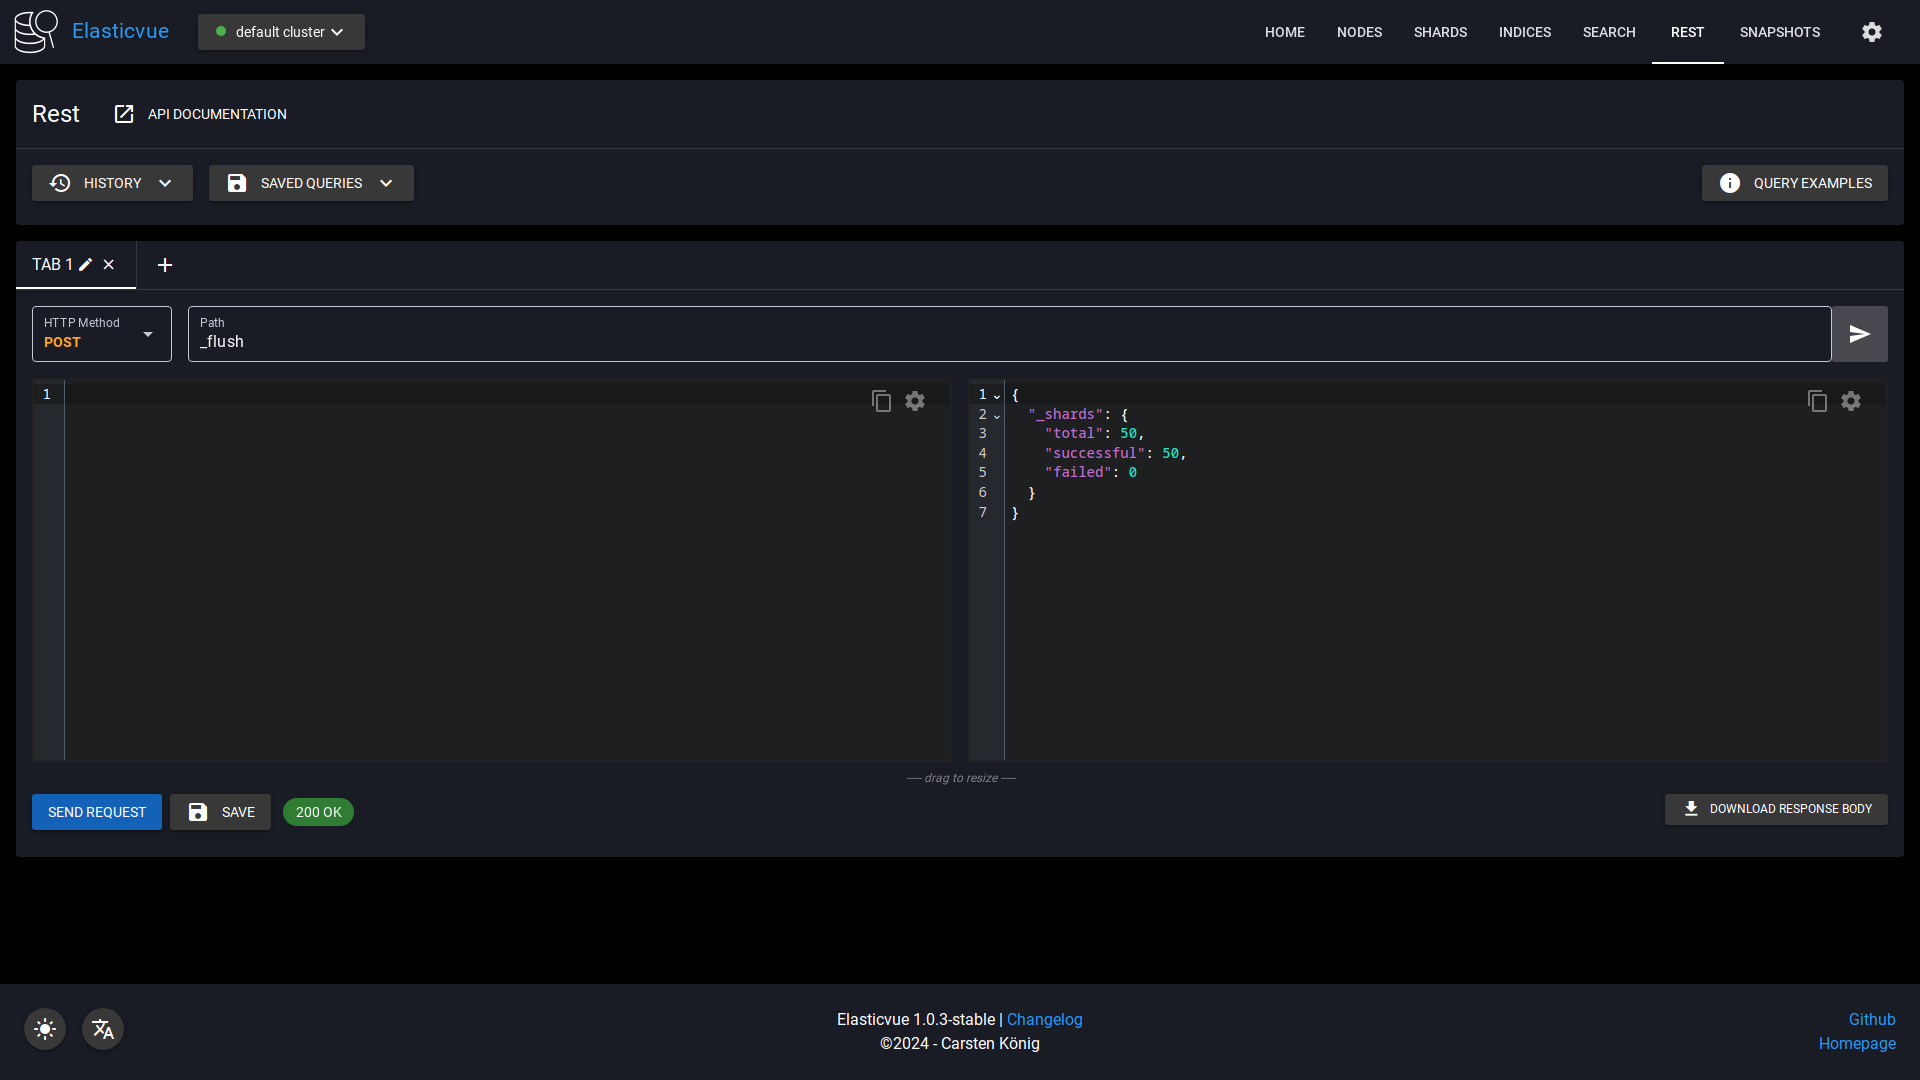 Elasticvue
default cluster
HOME
NODES
SHARDS
INDICES
SEARCH
REST
SNAPSHOTS
Rest
API DOCUMENTATION
HISTORY
SAVED QUERIES
QUERY EXAMPLES
TAB 1
HTTP Method
POST
Path
_flush
1
1 {
2 "_shards": {
3 "total": 50,
4 "successful": 50,
5 "failed": 0
6 }
7 }
drag to resize
SEND REQUEST
SAVE
200 OK
DOWNLOAD RESPONSE BODY
Elasticvue 1.0.3-stable | Changelog
©2024 - Carsten König
Github
Homepage